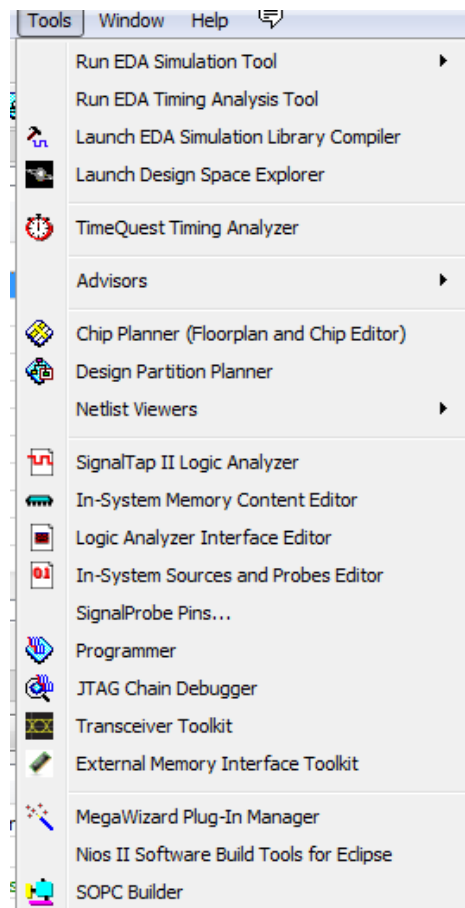 Tools Window Help
Run EDA Simulation Tool
Run EDA Timing Analysis Tool
Launch EDA Simulation Library Compiler
Launch Design Space Explorer
TimeQuest Timing Analyzer
Advisors
Chip Planner (Floorplan and Chip Editor)
Design Partition Planner
Netlist Viewers
SignalTap II Logic Analyzer
In-System Memory Content Editor
Logic Analyzer Interface Editor
In-System Sources and Probes Editor
SignalProbe Pins...
Programmer
JTAG Chain Debugger
Transceiver Toolkit
External Memory Interface Toolkit
MegaWizard Plug-In Manager
Nios II Software Build Tools for Eclipse
SOPC Builder